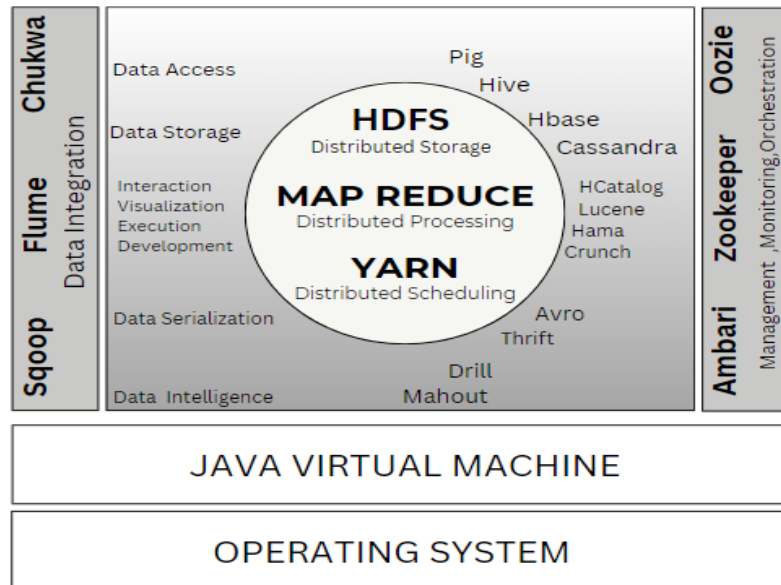 Chukwa
Flume
Sqoop
Data Integration
Data Access
Data Storage
Interaction
Visualization
Execution
Development
Data Serialization
Data Intelligence
HDFS
Distributed Storage
MAP REDUCE
Distributed Processing
YARN
Distributed Scheduling
Pig
Hive
Hbase
Cassandra
HCatalog
Lucene
Hama
Crunch
Avro
Thrift
Drill
Mahout
Oozie
Zookeeper
Ambari
Management ,Monitoring,Orchestration
JAVA VIRTUAL MACHINE
OPERATING SYSTEM